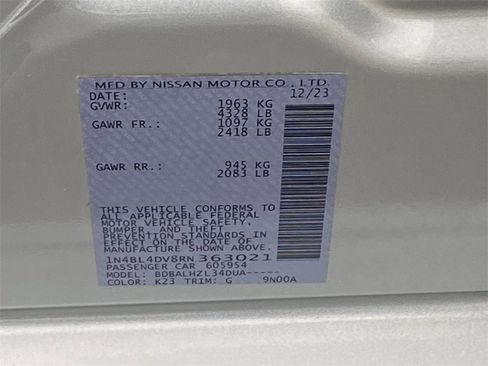 MFD BY NISSAN MOTOR CO., LTD.
DATE: 12/23
GVWR: 1963 KG
4328 LB
GAWR FR.: 1097 KG
2418 LB
GAWR RR.: 945 KG
2083 LB
THIS VEHICLE CONFORMS TO
ALL APPLICABLE FEDERAL
MOTOR VEHICLE SAFETY,
BUMPER, AND THEFT
PREVENTION STANDARDS IN
EFFECT ON THE DATE OF
MANUFACTURE SHOWN ABOVE.
1N4BL4DV8RN363021
PASSENGER CAR 605954
MODEL: BDBALHZL34DUA-----
COLOR: K23 TRIM: G 9N00A